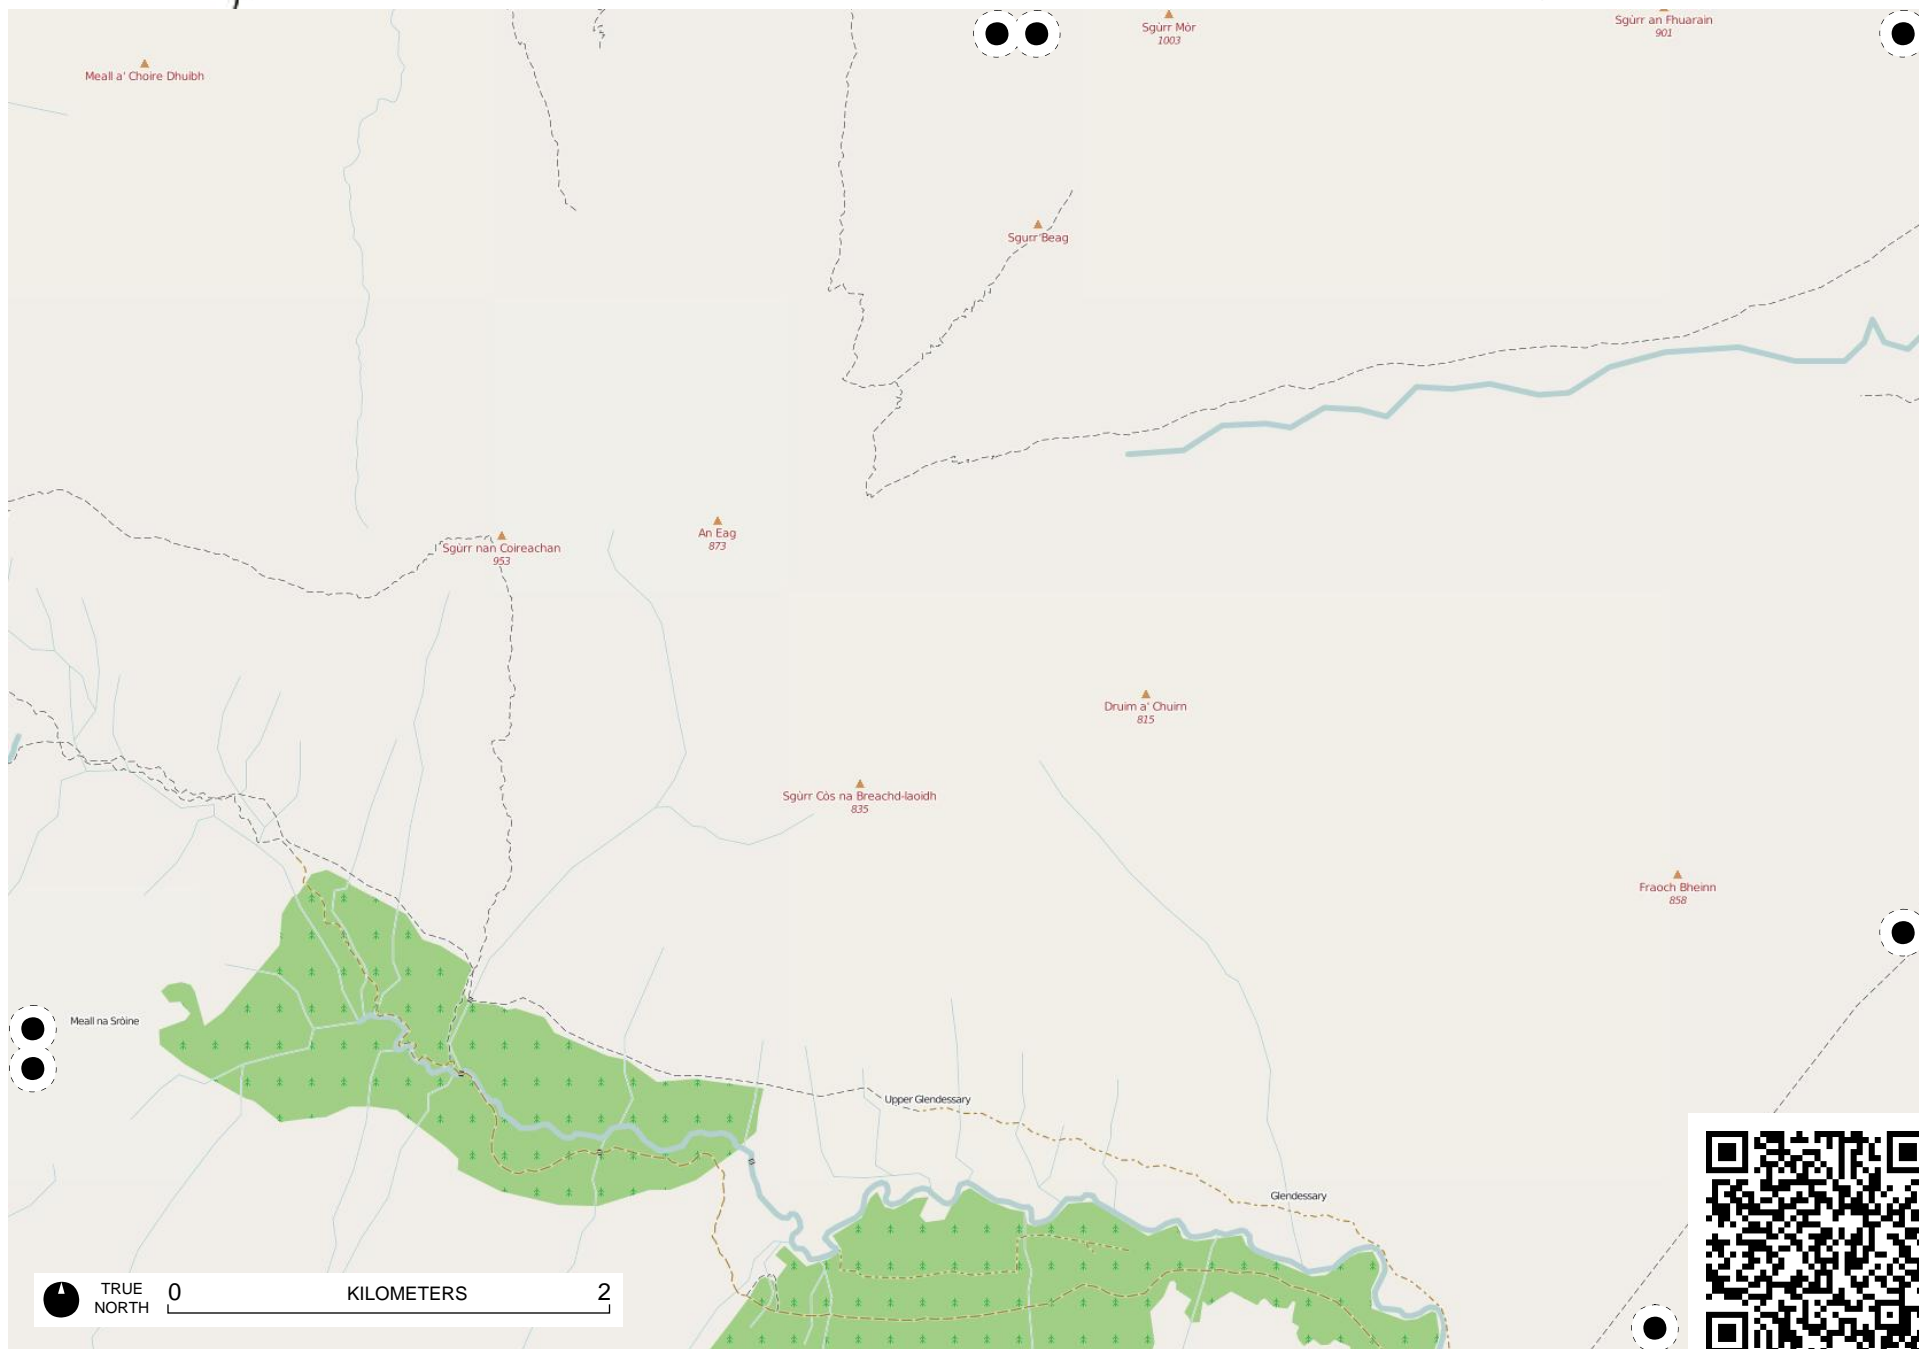 Sgùrr Mòr
1003
Sgùrr an Fhuarain
901
Meall a' Choire Dhuibh
Sgurr Beag
An Eag
873
Sgùrr nan Coireachan
953
Druim a' Chuirn
815
Sgùrr Còs na Breachd-laoidh
835
Fraoch Bheinn
858
Meall na Sròine
Upper Glendessary
Glendessary
TRUE
NORTH
0 KILOMETERS 2